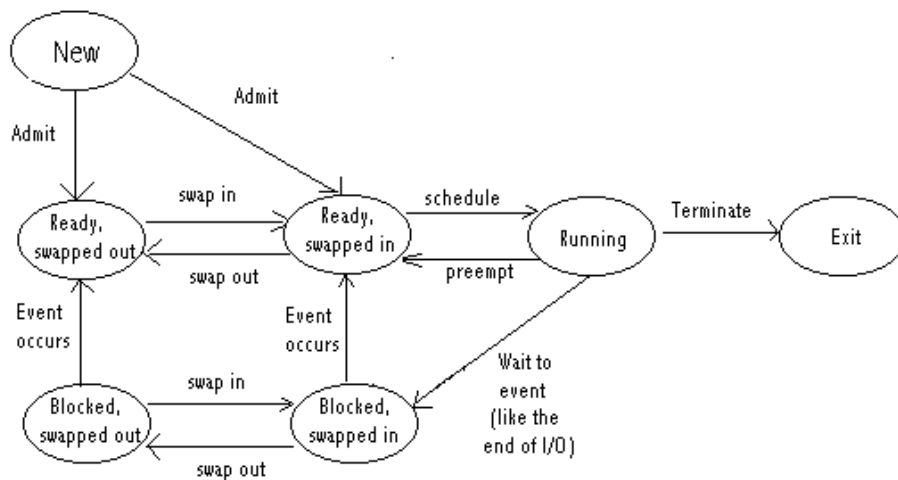 New
Admit
Admit
swap in
schedule
Terminate
Ready,
swapped out
Ready,
swapped in
Running
Exit
swap out
preempt
Event
occurs
Event
occurs
Wait to
event
(like the
end of I/O)
swap in
Blocked,
swapped out
Blocked,
swapped in
swap out